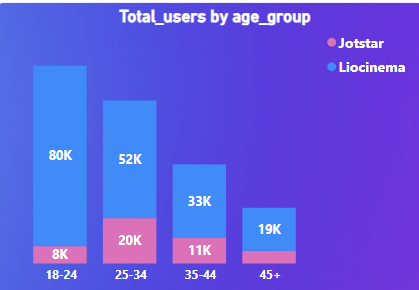 Total_users by age_group
Jotstar
Liocinema
80K
52K
33K
19K
8K
20K
11K
18-24
25-34
35-44
45+